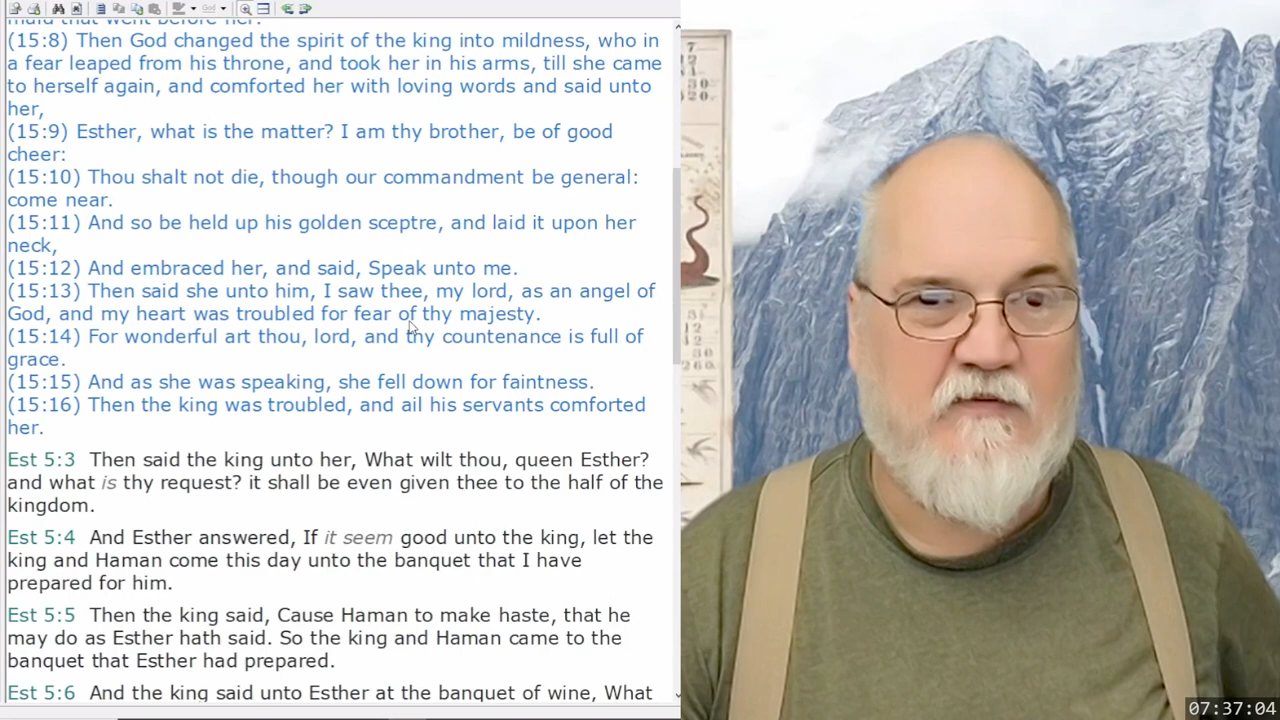 maid that went before her.
(15:8) Then God changed the spirit of the king into mildness, who in
a fear leaped from his throne, and took her in his arms, till she came
to herself again, and comforted her with loving words and said unto
her,
(15:9) Esther, what is the matter? I am thy brother, be of good
cheer:
(15:10) Thou shalt not die, though our commandment be general:
come near.
(15:11) And so be held up his golden sceptre, and laid it upon her
neck,
(15:12) And embraced her, and said, Speak unto me.
(15:13) Then said she unto him, I saw thee, my lord, as an angel of
God, and my heart was troubled for fear of thy majesty.
(15:14) For wonderful art thou, lord, and thy countenance is full of
grace.
(15:15) And as she was speaking, she fell down for faintness.
(15:16) Then the king was troubled, and ail his servants comforted
her.
Est 5:3 Then said the king unto her, What wilt thou, queen Esther?
and what is thy request? it shall be even given thee to the half of the
kingdom.
Est 5:4 And Esther answered, If it seem good unto the king, let the
king and Haman come this day unto the banquet that I have
prepared for him.
Est 5:5 Then the king said, Cause Haman to make haste, that he
may do as Esther hath said. So the king and Haman came to the
banquet that Esther had prepared.
Est 5:6 And the king said unto Esther at the banquet of wine, What
07:37:04